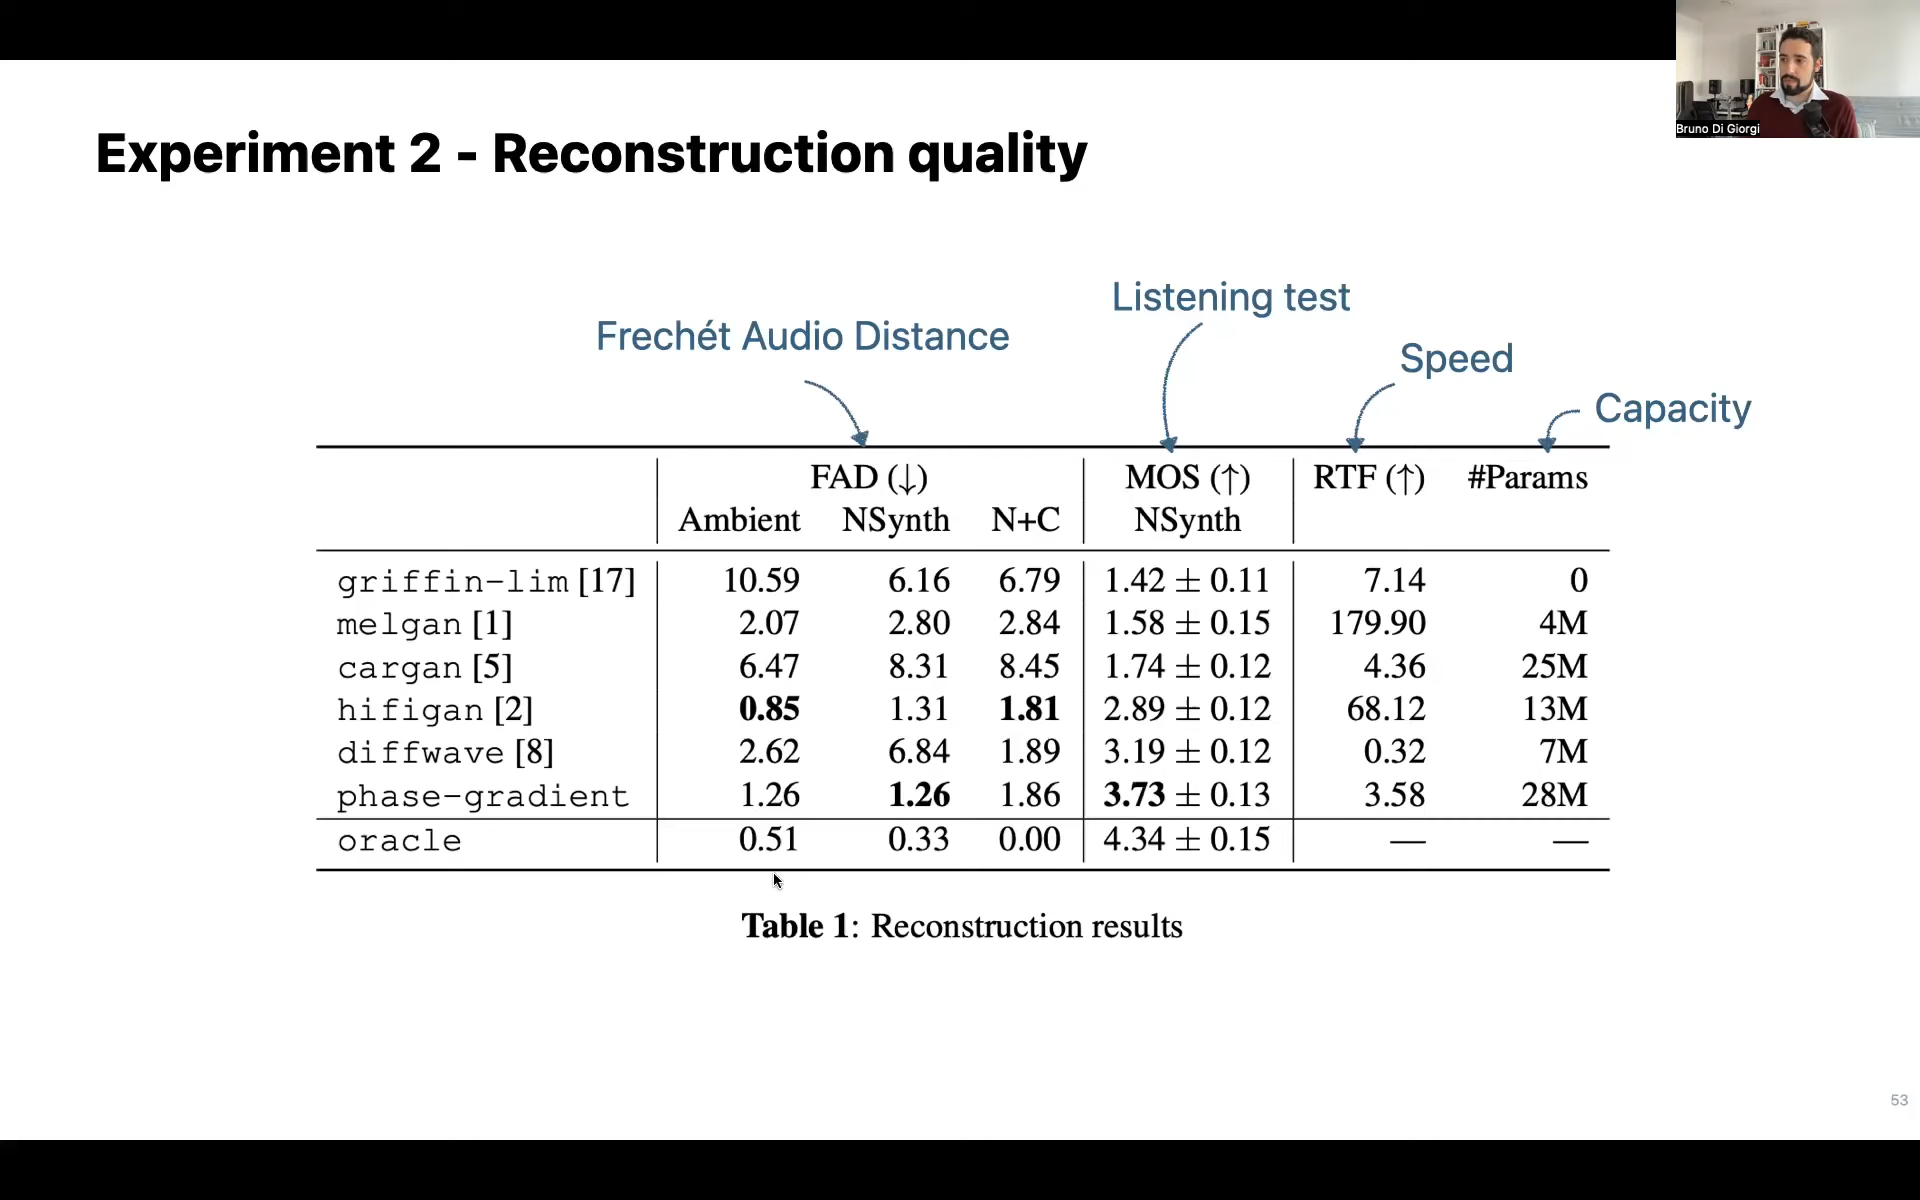 Bruno Di Giorgi
Experiment 2 - Reconstruction quality
Listening test
Frechét Audio Distance
Speed
Capacity
FAD (↓) MOS (↑) RTF (↑) #Params
Ambient NSynth N+C NSynth
griffin-lim [17] 10.59 6.16 6.79 1.42 ± 0.11 7.14 0
melgan [1] 2.07 2.80 2.84 1.58 ± 0.15 179.90 4M
cargan [5] 6.47 8.31 8.45 1.74 ± 0.12 4.36 25M
hifigan [2] 0.85 1.31 1.81 2.89 ± 0.12 68.12 13M
diffwave [8] 2.62 6.84 1.89 3.19 ± 0.12 0.32 7M
phase-gradient 1.26 1.26 1.86 3.73 ± 0.13 3.58 28M
oracle 0.51 0.33 0.00 4.34 ± 0.15 — —
Table 1: Reconstruction results
53